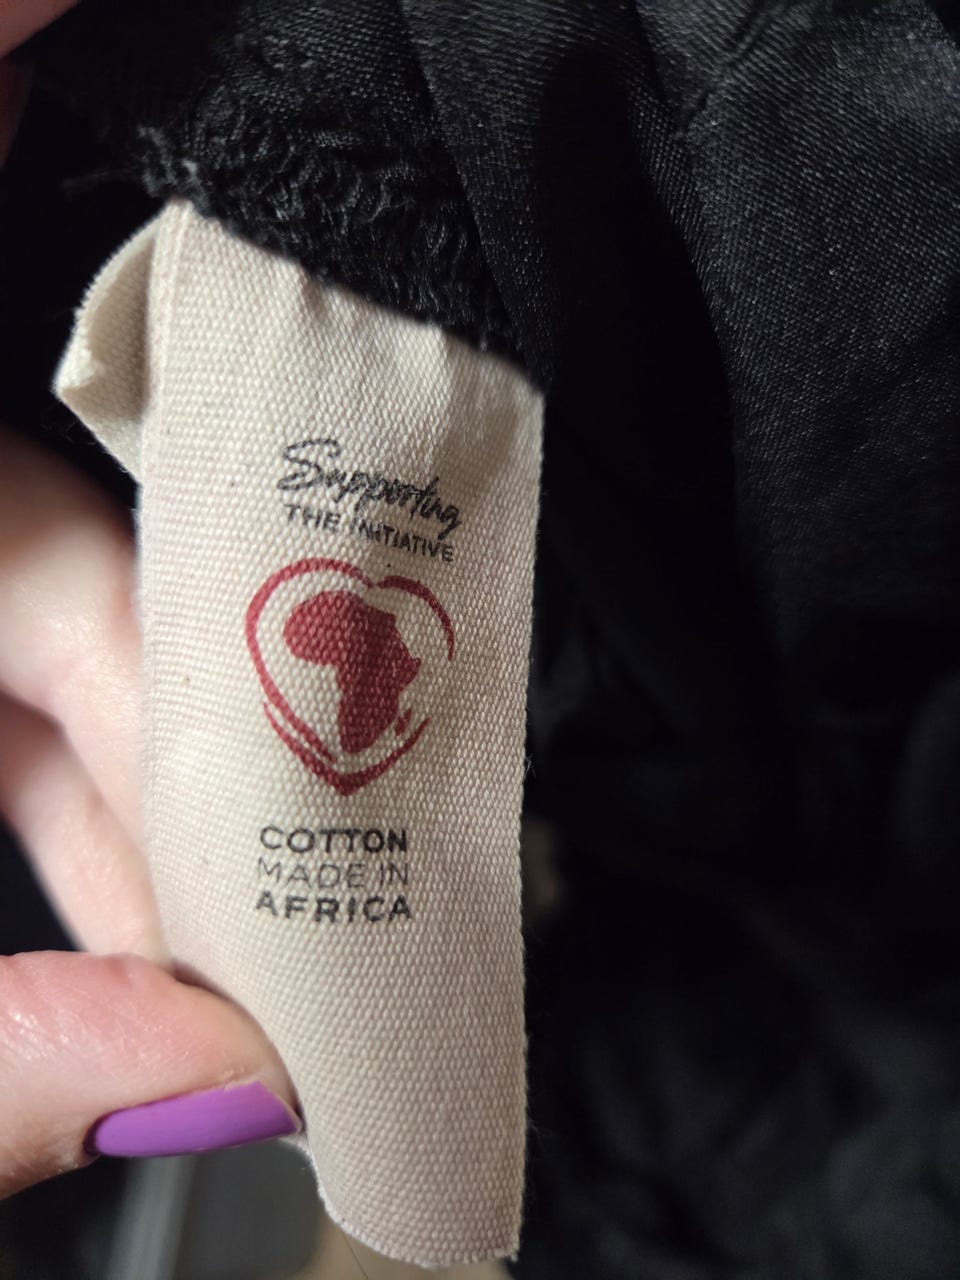 Supporting
THE INITIATIVE
COTTON
MADE IN
AFRICA